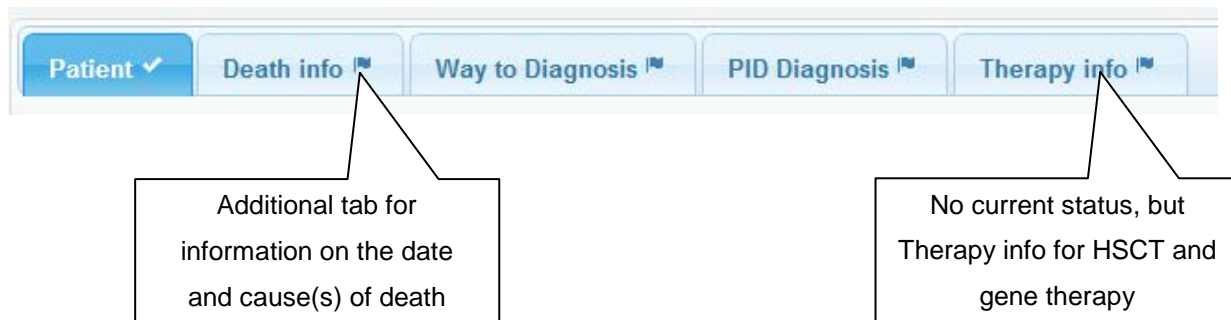 Patient Death info Way to Diagnosis PID Diagnosis Therapy info
Additional tab for
information on the date
and cause(s) of death
No current status, but
Therapy info for HSCT and
gene therapy